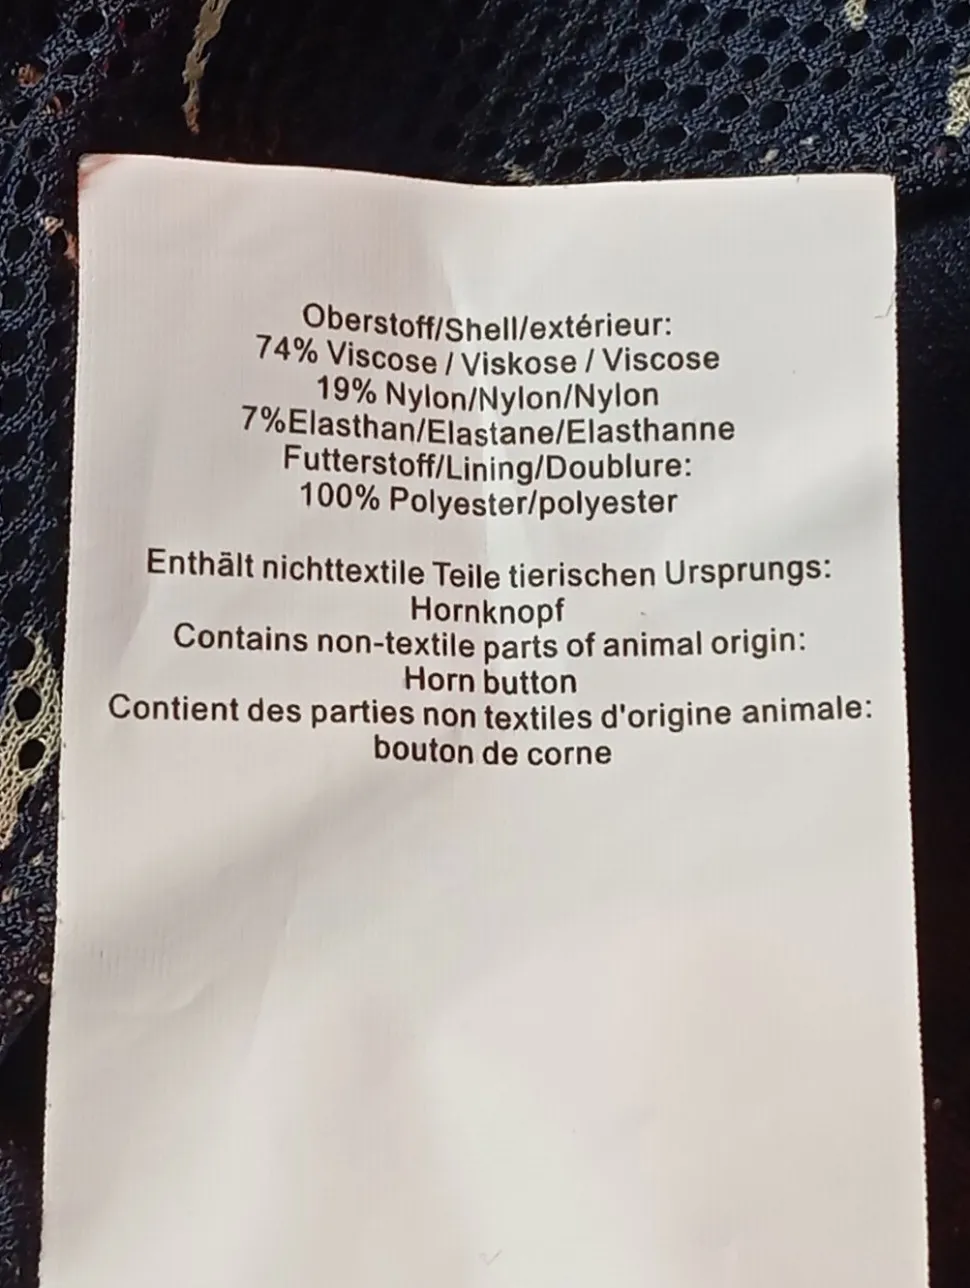 Oberstoff/Shell/extérieur:
74% Viscose / Viskose / Viscose
19% Nylon/Nylon/Nylon
7%Elasthan/Elastane/Elasthanne
Futterstoff/Lining/Doublure:
100% Polyester/polyester
Enthält nichttextile Teile tierischen Ursprungs:
Hornknopf
Contains non-textile parts of animal origin:
Horn button
Contient des parties non textiles d'origine animale:
bouton de corne